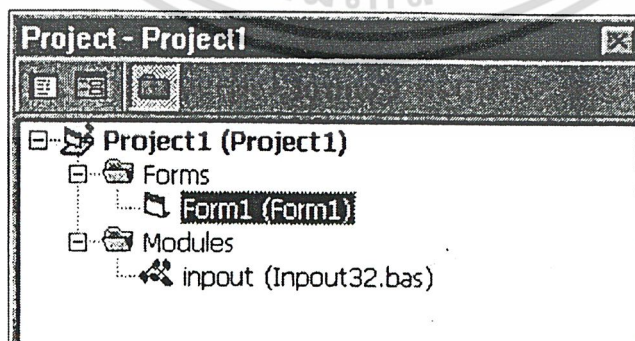 Project - Project1
Project1 (Project1)
Forms
Form1 (Form1)
Modules
inpout (Inpout32.bas)